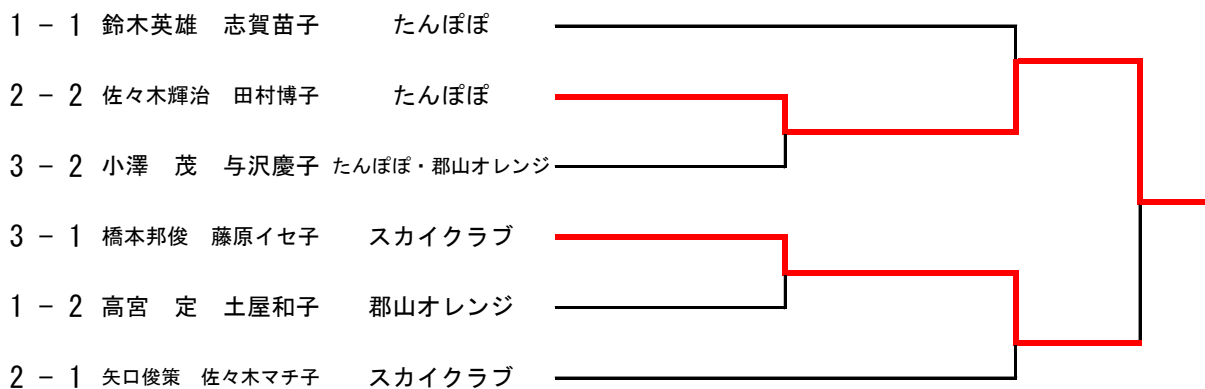 1 － 1 鈴木英雄　志賀苗子 たんぽぽ
2 － 2 佐々木輝治　田村博子 たんぽぽ
3 － 2 小澤　茂　与沢慶子 たんぽぽ・郡山オレンジ
3 － 1 橋本邦俊　藤原イセ子 スカイクラブ
1 － 2 高宮　定　土屋和子 郡山オレンジ
2 － 1 矢口俊策　佐々木マチ子 スカイクラブ